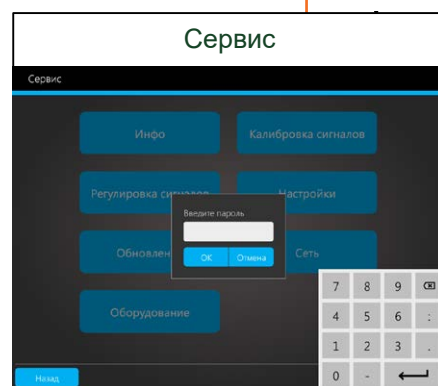 Сервис
Сервис
Инфо
Калибровка сигналов
Регулировка сигналов
Настройки
Введите пароль
Обновлен
ОК
Отмена
Сеть
Оборудование
7 8 9
4 5 6 :
1 2 3 .
0 -
Назад